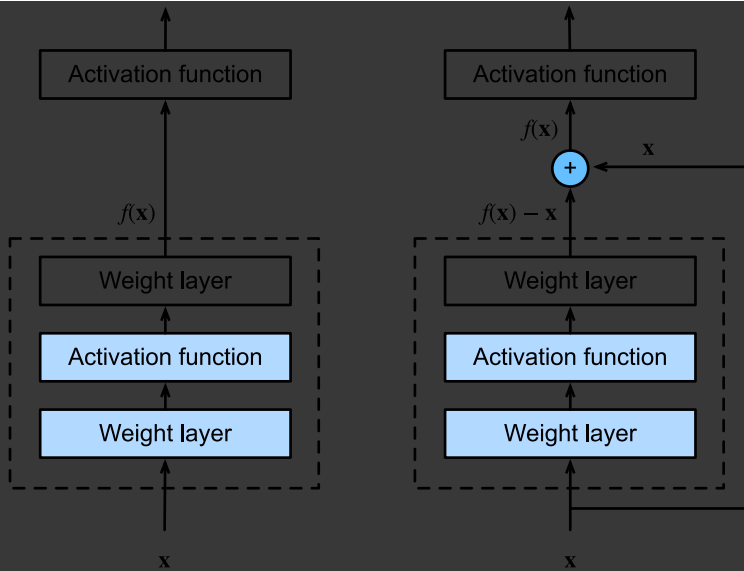 Activation function
f(x)
Weight layer
Activation function
Weight layer
x
Activation function
f(x)
x
+
f(x) − x
Weight layer
Activation function
Weight layer
x